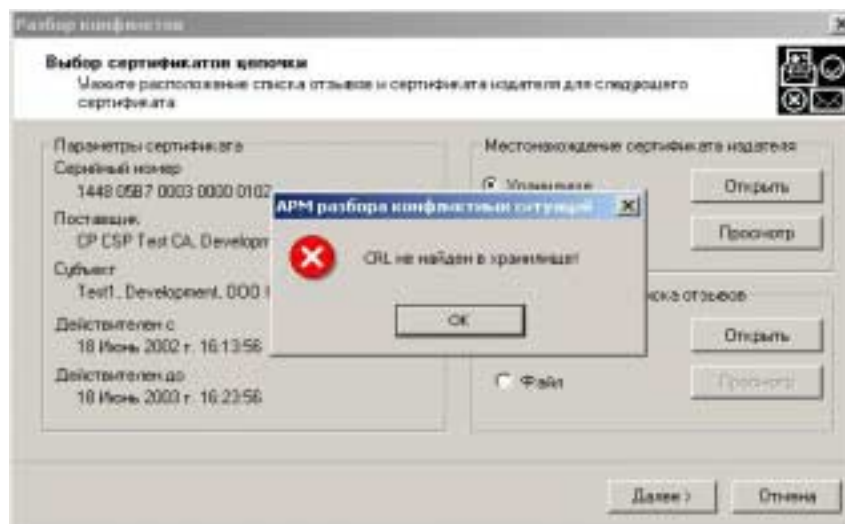 Разбор конфликтов
Выбор сертификатов цепочки
Укажите расположение списка отзывов и сертификата издателя для следующего
сертификата
Параметры сертификата
Серийный номер
1448 05B7 0003 0000 0102
Поставщик
CP CSP Test CA, Developm
Субъект
Test1, Development, ООО
Действителен с
18 Июнь 2002 г. 16:13:56
Действителен до
18 Июнь 2003 г. 16:23:56
Местонахождение сертификата издателя
Хранилище
Открыть
Просмотр
АРМ разбора конфликтных ситуаций
CRL не найден в хранилище!
OK
ска отзывов
Открыть
Файл
Просмотр
Далее >
Отмена